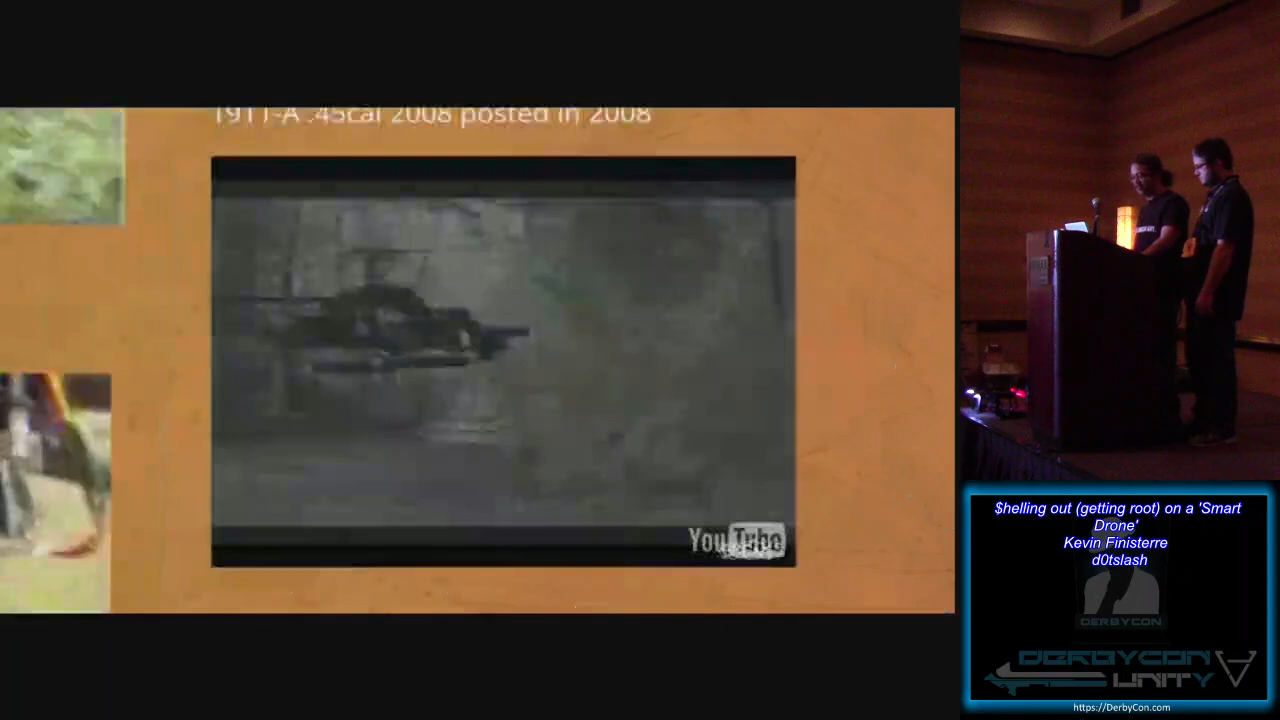 1911-A .45cal 2008 posted in 2008
YouTube
$helling out (getting root) on a 'Smart
Drone'
Kevin Finisterre
d0tslash
DERBYCON
DERBYCON
UNITY
https://DerbyCon.com